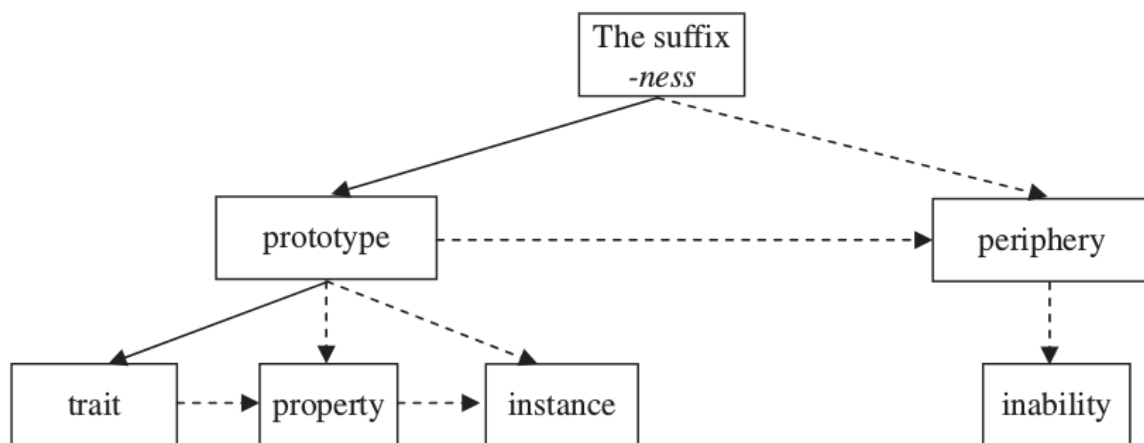 The suffix
-ness
prototype
periphery
trait
property
instance
inability